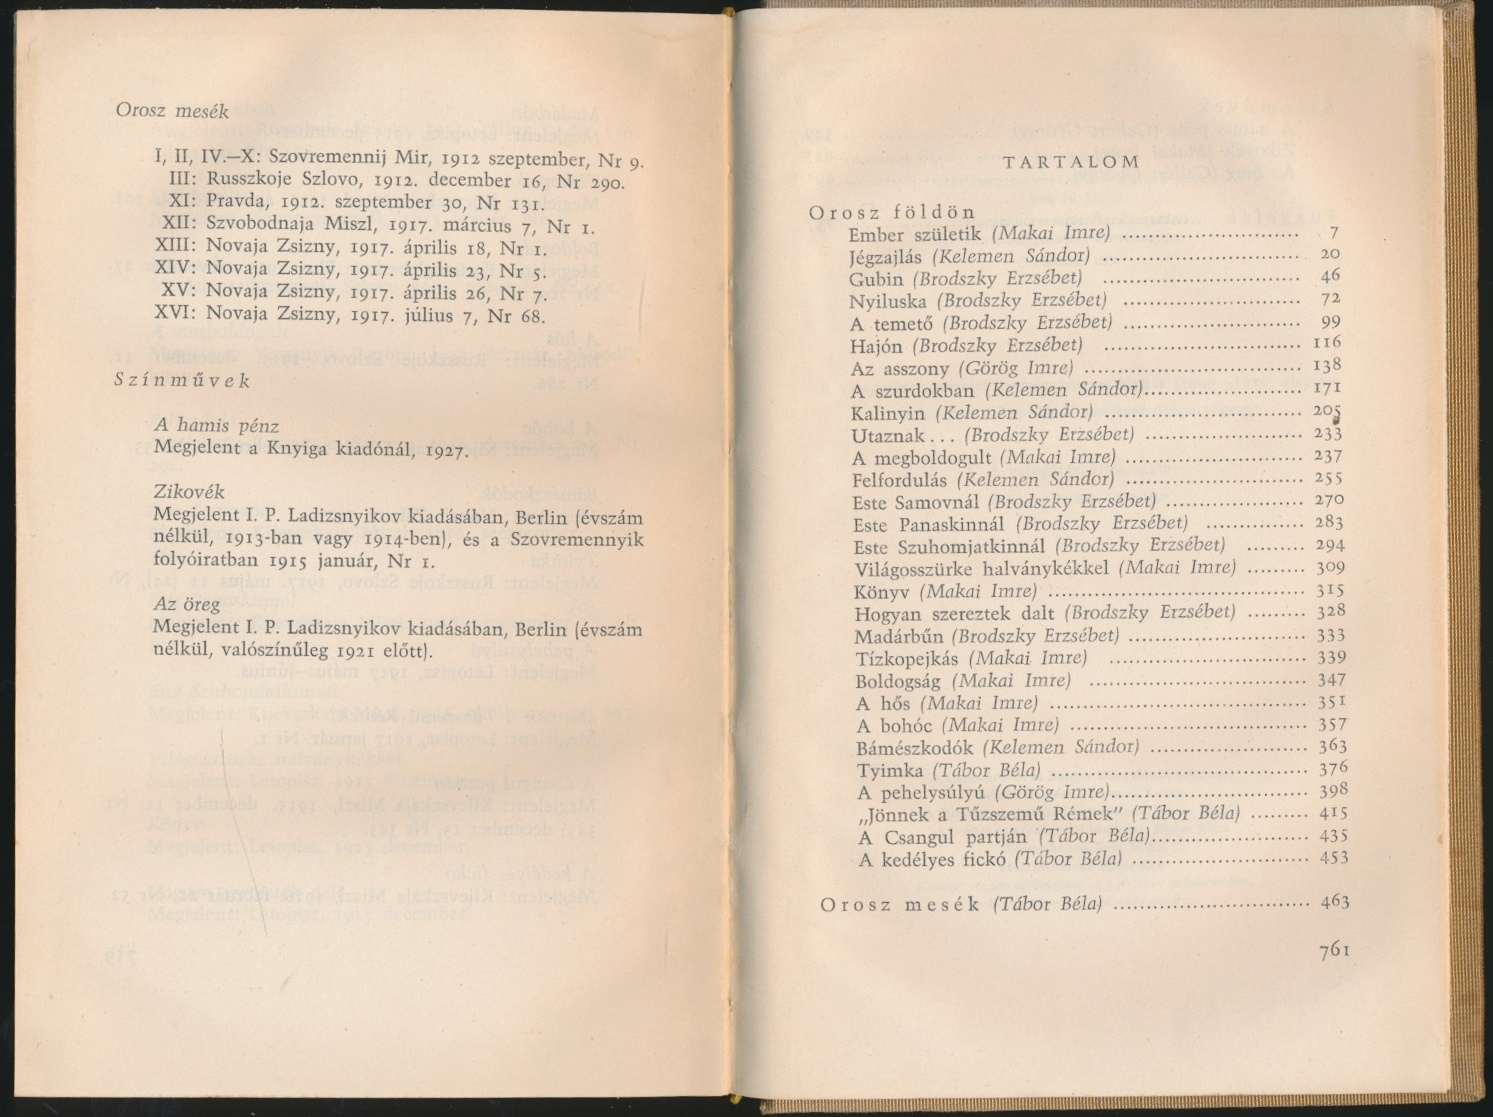 Orosz mesék
I, II, IV.—X: Szovremennij Mir, 1912 szeptember, Nr 9.
III: Russzkoje Szlovo, 1912. december 16, Nr 290.
XI: Pravda, 1912. szeptember 30, Nr 131.
XII: Szvobodnaja Miszl, 1917. március 7, Nr 1.
XIII: Novaja Zsizny, 1917. április 18, Nr 1.
XIV: Novaja Zsizny, 1917. április 23, Nr 5.
XV: Novaja Zsizny, 1917. április 26, Nr 7.
XVI: Novaja Zsizny, 1917. július 7, Nr 68.
Színművek
A hamis pénz
Megjelent a Knyiga kiadónál, 1927.
Zikovék
Megjelent I. P. Ladizsnyikov kiadásában, Berlin (évszám
nélkül, 1913-ban vagy 1914-ben), és a Szovremennyik
folyóiratban 1915 január, Nr 1.
Az öreg
Megjelent I. P. Ladizsnyikov kiadásában, Berlin (évszám
nélkül, valószínűleg 1921 előtt).
TARTALOM
Orosz földön
Ember születik (Makai Imre) .......................... 7
Jégzajlás (Kelemen Sándor) .......................... 20
Gubin (Brodszky Erzsébet) .......................... 46
Nyiluska (Brodszky Erzsébet) .......................... 72
A temető (Brodszky Erzsébet) .......................... 99
Hajón (Brodszky Erzsébet) .......................... 116
Az asszony (Görög Imre) .......................... 138
A szurdokban (Kelemen Sándor).......................... 171
Kalinyin (Kelemen Sándor) .......................... 205
Utaznak... (Brodszky Erzsébet) .......................... 233
A megboldogult (Makai Imre) .......................... 237
Felfordulás (Kelemen Sándor) .......................... 255
Este Samovnál (Brodszky Erzsébet) .................... 270
Este Panaskinnál (Brodszky Erzsébet) .............. 283
Este Szuhomjatkinnál (Brodszky Erzsébet) ......... 294
Világosszürke halványkékkel (Makai Imre) ......... 309
Könyv (Makai Imre) .......................... 315
Hogyan szereztek dalt (Brodszky Erzsébet) ......... 328
Madárbűn (Brodszky Erzsébet) .......................... 333
Tízkopejkás (Makai Imre) .......................... 339
Boldogság (Makai Imre) .......................... 347
A hős (Makai Imre) .......................... 351
A bohóc (Makai Imre) .......................... 357
Bámészkodók (Kelemen Sándor) .......................... 363
Tyimka (Tábor Béla) .......................... 376
A pehelysúlyú (Görög Imre).......................... 398
„Jönnek a Tűzszemű Rémek” (Tábor Béla) ......... 415
A Csangul partján (Tábor Béla)...................... 435
A kedélyes fickó (Tábor Béla) .......................... 453
Orosz mesék (Tábor Béla) .......................... 463
761